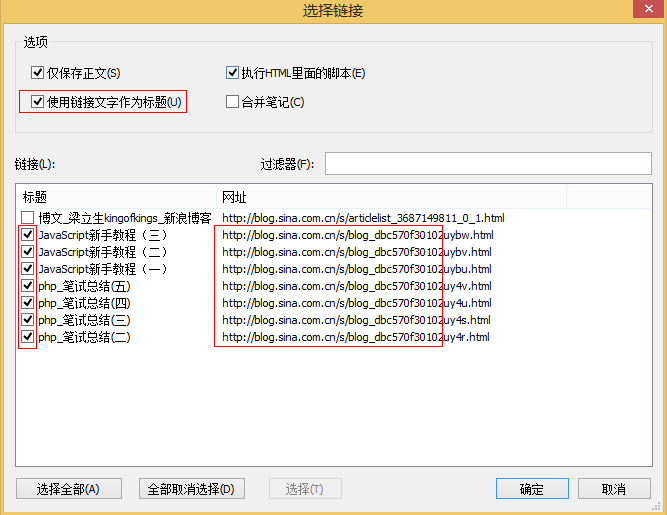 选择链接
选项
仅保存正文(S) 执行HTML里面的脚本(E)
使用链接文字作为标题(U) 合并笔记(C)
链接(L): 过滤器(F):
标题 网址
博文_梁立生kingofkings_新浪博客 http://blog.sina.com.cn/s/articlelist_3687149811_0_1.html
JavaScript新手教程（三） http://blog.sina.com.cn/s/blog_dbc570f30102uybw.html
JavaScript新手教程（二） http://blog.sina.com.cn/s/blog_dbc570f30102uybv.html
JavaScript新手教程（一） http://blog.sina.com.cn/s/blog_dbc570f30102uybu.html
php_笔试总结(五) http://blog.sina.com.cn/s/blog_dbc570f30102uy4v.html
php_笔试总结(四) http://blog.sina.com.cn/s/blog_dbc570f30102uy4u.html
php_笔试总结(三) http://blog.sina.com.cn/s/blog_dbc570f30102uy4s.html
php_笔试总结(二) http://blog.sina.com.cn/s/blog_dbc570f30102uy4r.html
选择全部(A) 全部取消选择(D) 选择(T) 确定 取消